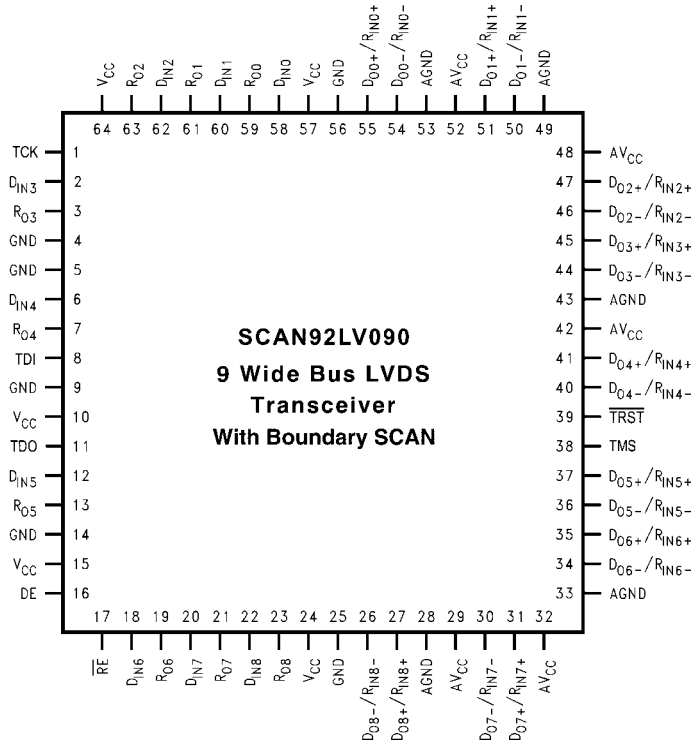 VCC RO2 DIN2 RO1 DIN1 RO0 DIN0 VCC GND DO0+/RIN0+ DO0-/RIN0- AGND AVCC DO1+/RIN1+ DO1-/RIN1- AGND
64 63 62 61 60 59 58 57 56 55 54 53 52 51 50 49
TCK 1 48 AVCC
DIN3 2 47 DO2+/RIN2+
RO3 3 46 DO2-/RIN2-
GND 4 45 DO3+/RIN3+
GND 5 44 DO3-/RIN3-
DIN4 6 43 AGND
RO4 7 42 AVCC
TDI 8 41 DO4+/RIN4+
GND 9 40 DO4-/RIN4-
VCC 10 39 TRST
TDO 11 38 TMS
DIN5 12 37 DO5+/RIN5+
RO5 13 36 DO5-/RIN5-
GND 14 35 DO6+/RIN6+
VCC 15 34 DO6-/RIN6-
DE 16 33 AGND
SCAN92LV090
9 Wide Bus LVDS
Transceiver
With Boundary SCAN
17 18 19 20 21 22 23 24 25 26 27 28 29 30 31 32
RE DIN6 RO6 DIN7 RO7 DIN8 RO8 VCC GND DO8-/RIN8- DO8+/RIN8+ AGND AVCC DO7-/RIN7- DO7+/RIN7+ AVCC